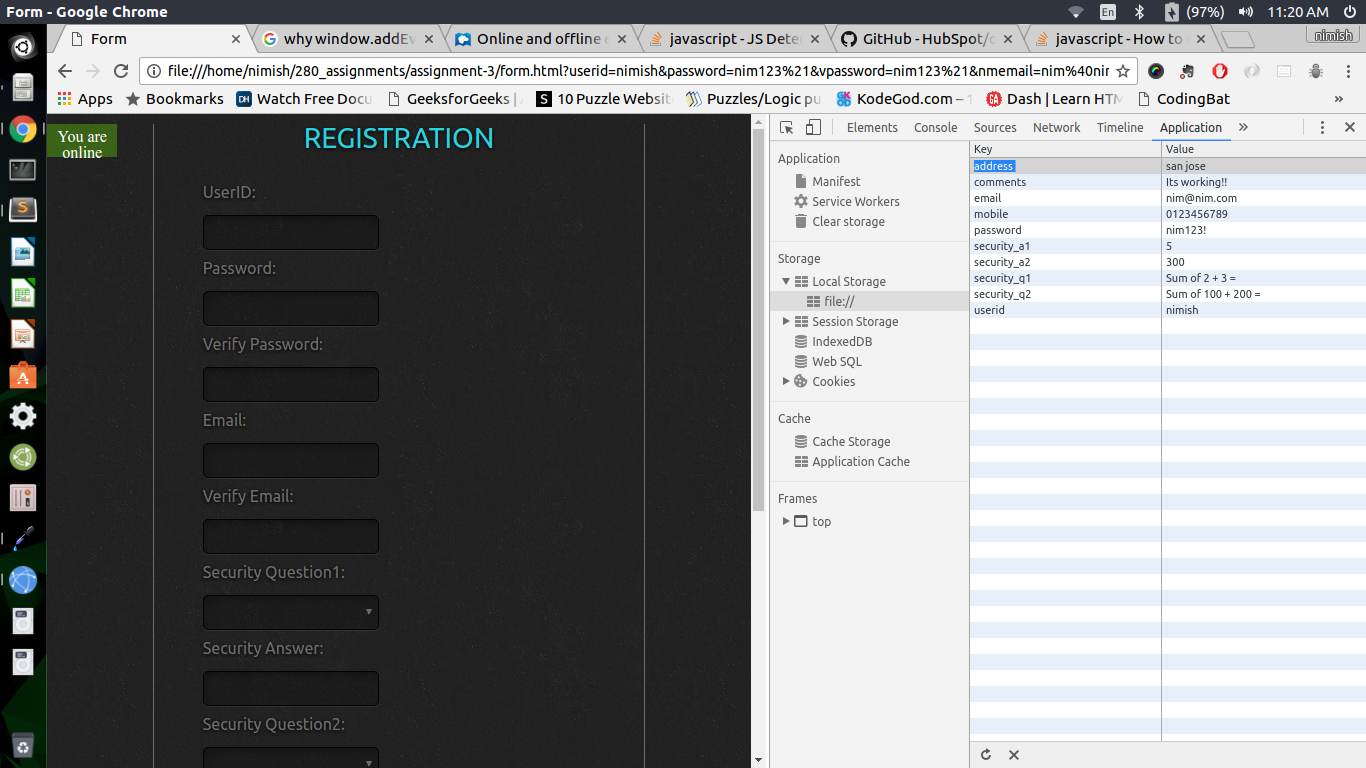 Form - Google Chrome
En (97%) 11:20 AM
Form
why window.addEv
Online and offline e
javascript - JS Dete
GitHub - HubSpot/
javascript - How to
nimish
file:///home/nimish/280_assignments/assignment-3/form.html?userid=nimish&password=nim123%21&vpassword=nim123%21&nmemail=nim%40nin
Apps
Bookmarks
DH Watch Free Docu
GeeksforGeeks | A
S 10 Puzzle Website
Puzzles/Logic pu
KodeGod.com – 1
GA Dash | Learn HTM
CodingBat
»
You are
online
REGISTRATION
UserID:
Password:
Verify Password:
Email:
Verify Email:
Security Question1:
Security Answer:
Security Question2:
Elements Console Sources Network Timeline Application »
Application
Manifest
Service Workers
Clear storage
Storage
Local Storage
file://
Session Storage
IndexedDB
Web SQL
Cookies
Cache
Cache Storage
Application Cache
Frames
top
Key Value
address san jose
comments Its working!!
email nim@nim.com
mobile 0123456789
password nim123!
security_a1 5
security_a2 300
security_q1 Sum of 2 + 3 =
security_q2 Sum of 100 + 200 =
userid nimish